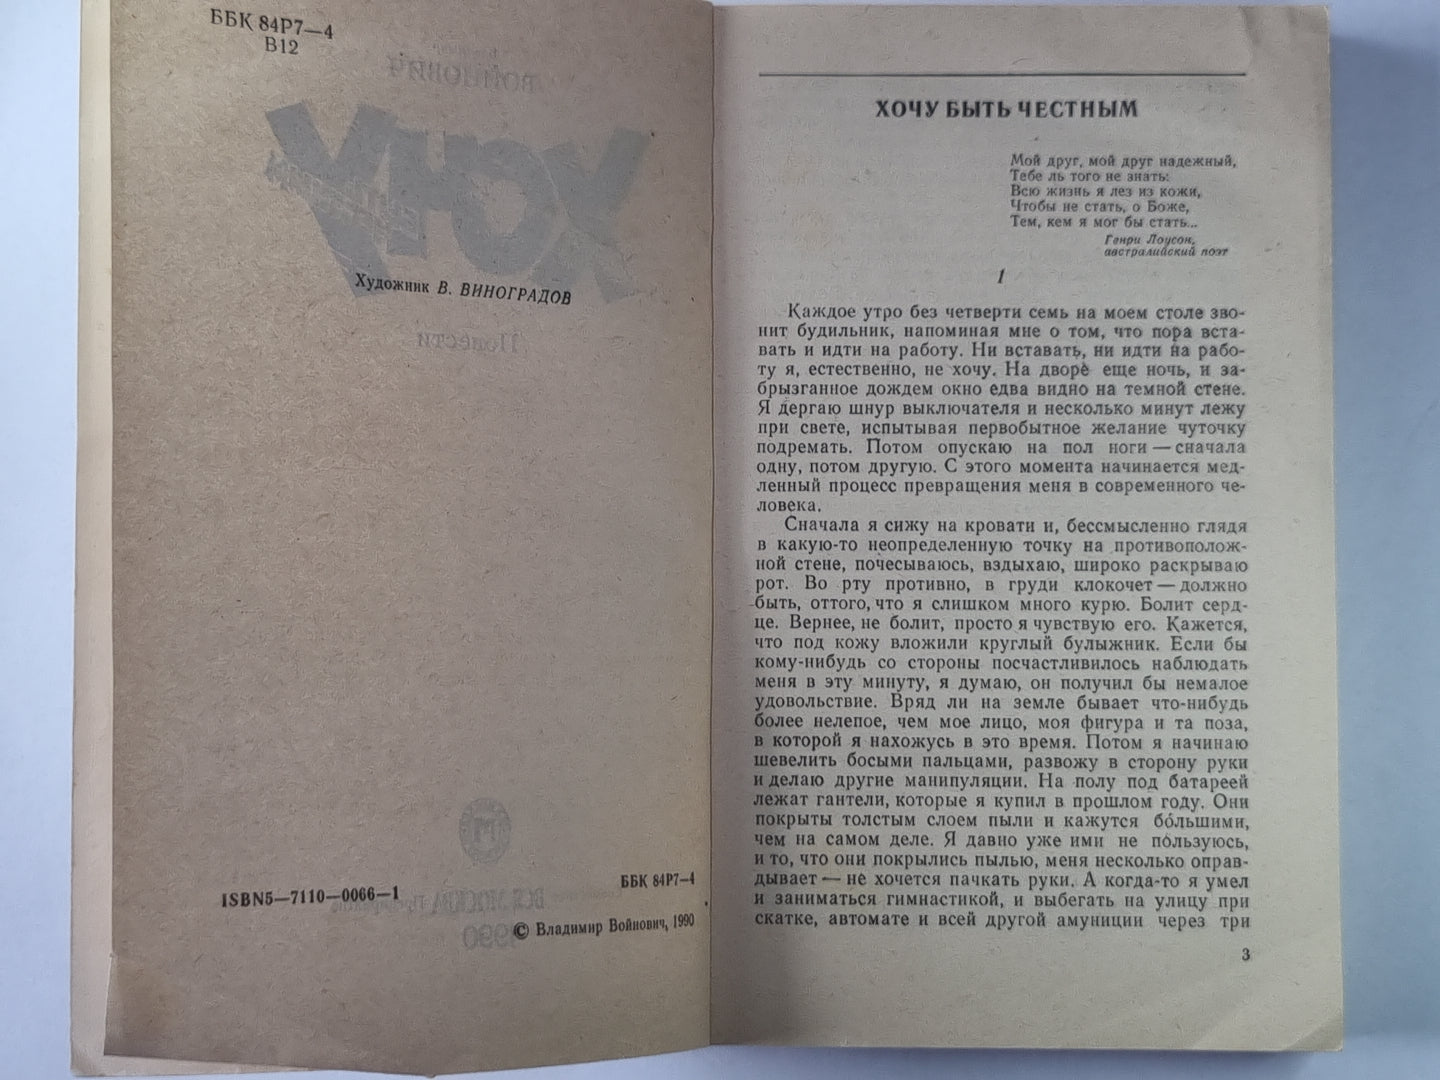 ББК 84Р7—4
В12
Художник В. ВИНОГРАДОВ
ISBN5—7110—0066—1
ББК 84Р7—4
© Владимир Войнович, 1990
ХОЧУ БЫТЬ ЧЕСТНЫМ
Мой друг, мой друг надежный,
Тебе ль того не знать:
Всю жизнь я лез из кожи,
Чтобы не стать, о Боже,
Тем, кем я мог бы стать...
Генри Лоусон,
австралийский поэт
1
Каждое утро без четверти семь на моем столе зво-
нит будильник, напоминая мне о том, что пора вста-
вать и идти на работу. Ни вставать, ни идти на рабо-
ту я, естественно, не хочу. На дворе еще ночь, и за-
брызганное дождем окно едва видно на темной стене.
Я дергаю шнур выключателя и несколько минут лежу
при свете, испытывая первобытное желание чуточку
подремать. Потом опускаю на пол ноги — сначала
одну, потом другую. С этого момента начинается мед-
ленный процесс превращения меня в современного че-
ловека.
Сначала я сижу на кровати и, бессмысленно глядя
в какую-то неопределенную точку на противополож-
ной стене, почесываюсь, вздыхаю, широко раскрываю
рот. Во рту противно, в груди клокочет — должно
быть, оттого, что я слишком много курю. Болит серд-
це. Вернее, не болит, просто я чувствую его. Кажется,
что под кожу вложили круглый булыжник. Если бы
кому-нибудь со стороны посчастливилось наблюдать
меня в эту минуту, я думаю, он получил бы немалое
удовольствие. Вряд ли на земле бывает что-нибудь
более нелепое, чем мое лицо, моя фигура и та поза,
в которой я нахожусь в это время. Потом я начинаю
шевелить босыми пальцами, развожу в сторону руки
и делаю другие манипуляции. На полу под батареей
лежат гантели, которые я купил в прошлом году. Они
покрыты толстым слоем пыли и кажутся бо́льшими,
чем на самом деле. Я давно уже ими не пользуюсь,
и то, что они покрылись пылью, меня несколько оправ-
дывает — не хочется пачкать руки. А когда-то я умел
и заниматься гимнастикой, и выбегать на улицу при
скатке, автомате и всей другой амуниции через три
3